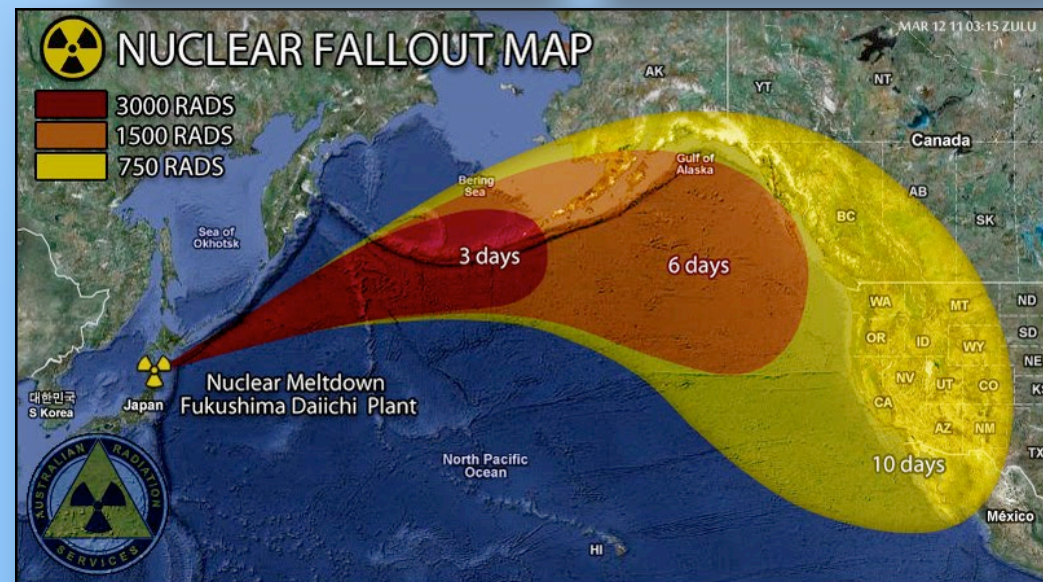 MAR 12 11 03:15 ZULU
NUCLEAR FALLOUT MAP
3000 RADS
1500 RADS
750 RADS
AK
YT
NT
Canada
Gulf of
Alaska
Bering
Sea
AB
SK
BC
Sea of
Okhotsk
3 days
6 days
WA
MT
ND
OR
ID
WY
SD
NE
NV
UT
CO
KS
CA
AZ
NM
TX
대한민국
S Korea
Japan
Nuclear Meltdown
Fukushima Daiichi Plant
North Pacific
Ocean
10 days
México
HI
AUSTRALIAN RADIATION
SERVICES